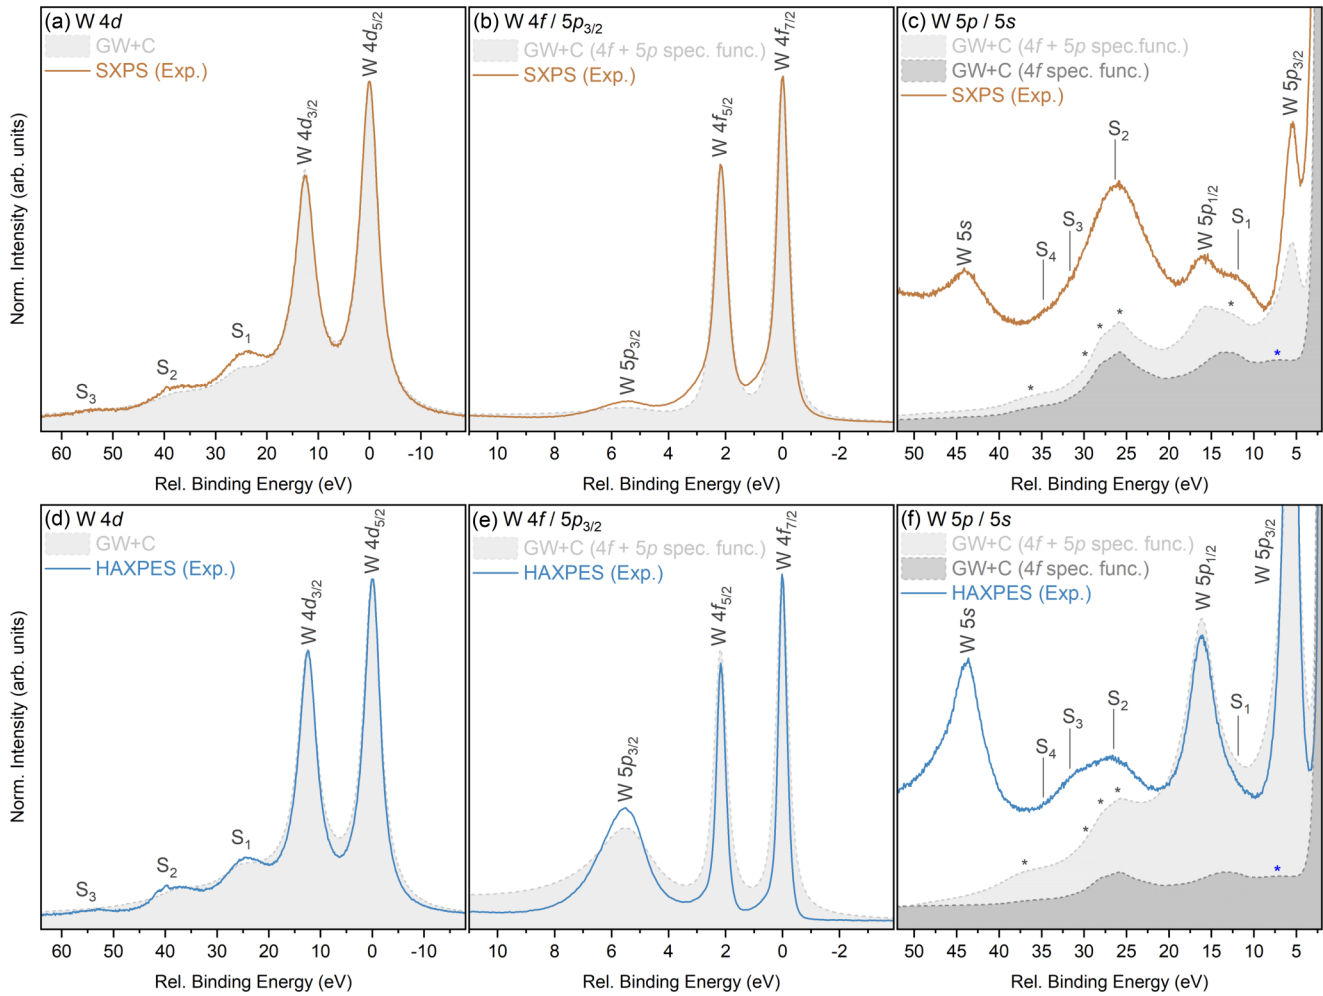 (a) W 4d
GW+C
SXPS (Exp.)
W 4d5/2
W 4d3/2
S1
S2
S3
Norm. Intensity (arb. units)
60 50 40 30 20 10 0 -10
Rel. Binding Energy (eV)
(b) W 4f / 5p3/2
GW+C (4f + 5p spec. func.)
SXPS (Exp.)
W 4f7/2
W 4f5/2
W 5p3/2
10 8 6 4 2 0 -2
Rel. Binding Energy (eV)
(c) W 5p / 5s
GW+C (4f + 5p spec.func.)
GW+C (4f spec. func.)
SXPS (Exp.)
W 5p3/2
S2
W 5s
S4
S3
W 5p1/2
S1
*
*
*
*
*
*
50 45 40 35 30 25 20 15 10 5
Rel. Binding Energy (eV)
(d) W 4d
GW+C
HAXPES (Exp.)
W 4d5/2
W 4d3/2
S1
S2
S3
Norm. Intensity (arb. units)
60 50 40 30 20 10 0 -10
Rel. Binding Energy (eV)
(e) W 4f / 5p3/2
GW+C (4f + 5p spec. func.)
HAXPES (Exp.)
W 4f7/2
W 4f5/2
W 5p3/2
10 8 6 4 2 0 -2
Rel. Binding Energy (eV)
(f) W 5p / 5s
GW+C (4f + 5p spec. func.)
GW+C (4f spec. func.)
HAXPES (Exp.)
W 5p1/2
W 5p3/2
W 5s
S4
S3
S2
S1
*
*
*
*
*
50 45 40 35 30 25 20 15 10 5
Rel. Binding Energy (eV)